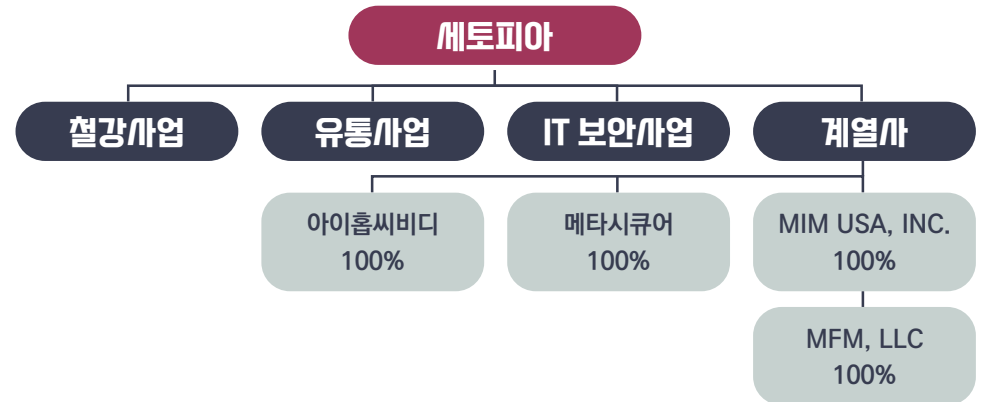 세토피아
철강사업
유통사업
IT 보안사업
계열사
아이홉씨비디
100%
메타시큐어
100%
MIM USA, INC.
100%
MFM, LLC
100%